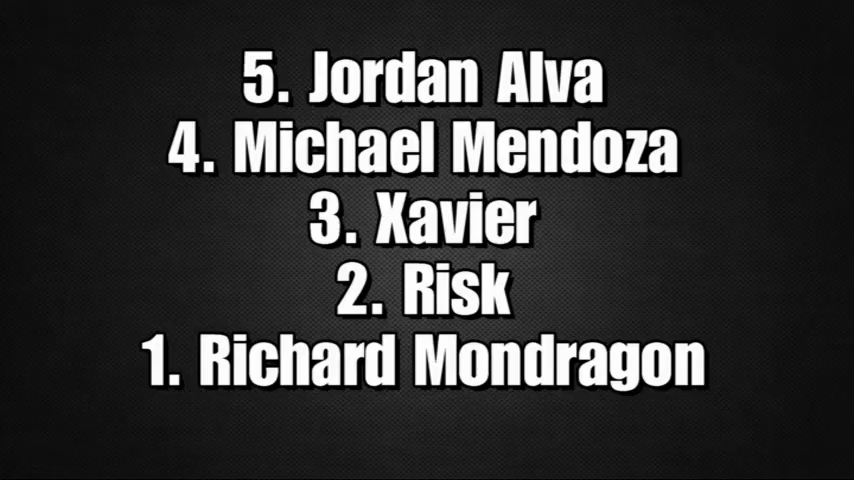 5. Jordan Alva
4. Michael Mendoza
3. Xavier
2. Risk
1. Richard Mondragon